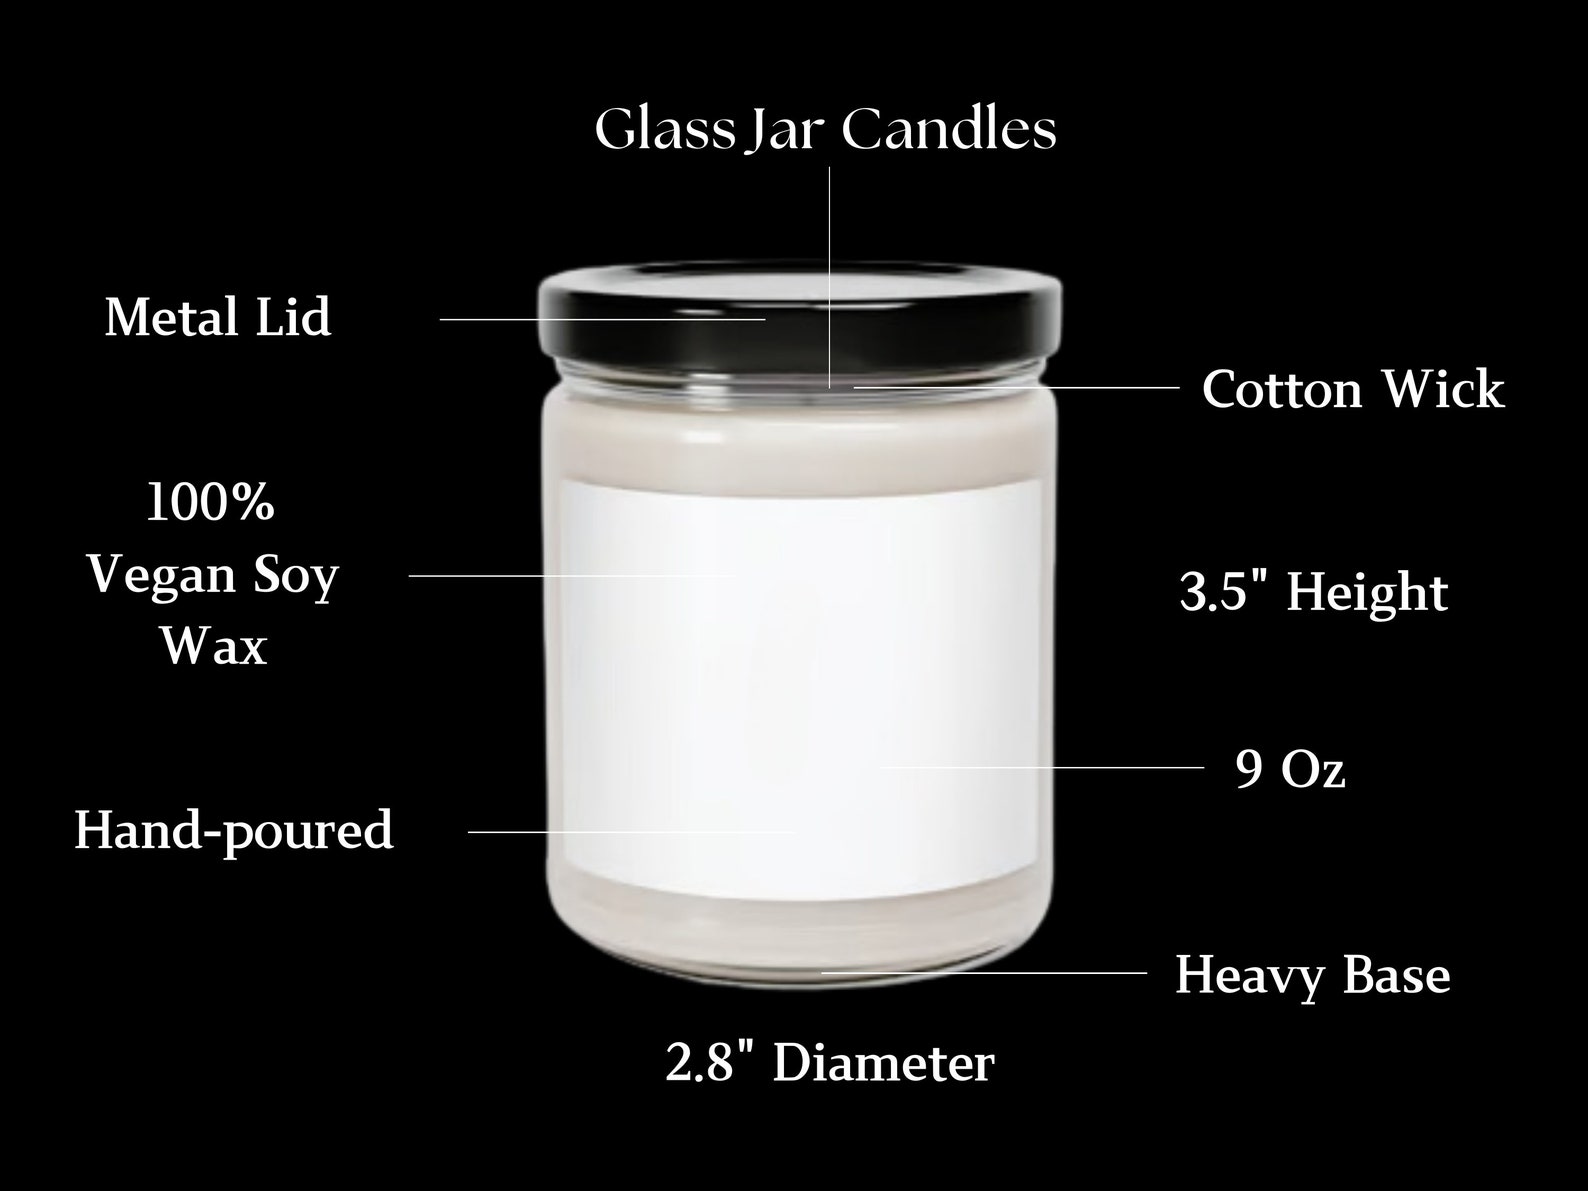 Glass Jar Candles
Metal Lid
Cotton Wick
100%
Vegan Soy
Wax
3.5" Height
9 Oz
Hand-poured
Heavy Base
2.8" Diameter